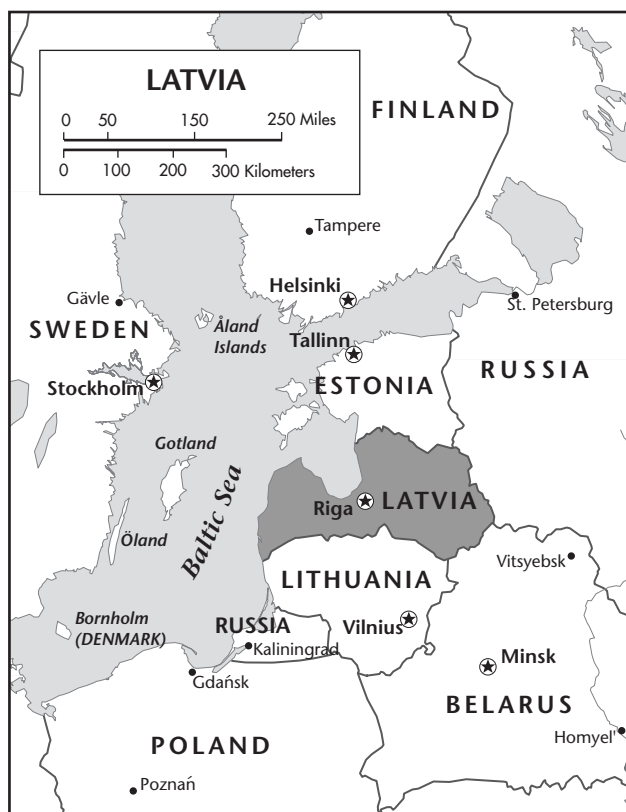 LATVIA
0 50 150 250 Miles
0 100 200 300 Kilometers
FINLAND
Tampere
Helsinki
Gävle
St. Petersburg
Åland
Islands
SWEDEN
Tallinn
RUSSIA
Stockholm
ESTONIA
Gotland
Baltic Sea
Riga
LATVIA
Öland
Vitsyebsk
LITHUANIA
Bornholm
(DENMARK)
RUSSIA
Vilnius
Kaliningrad
Minsk
Gdańsk
BELARUS
POLAND
Homyel'
Poznań